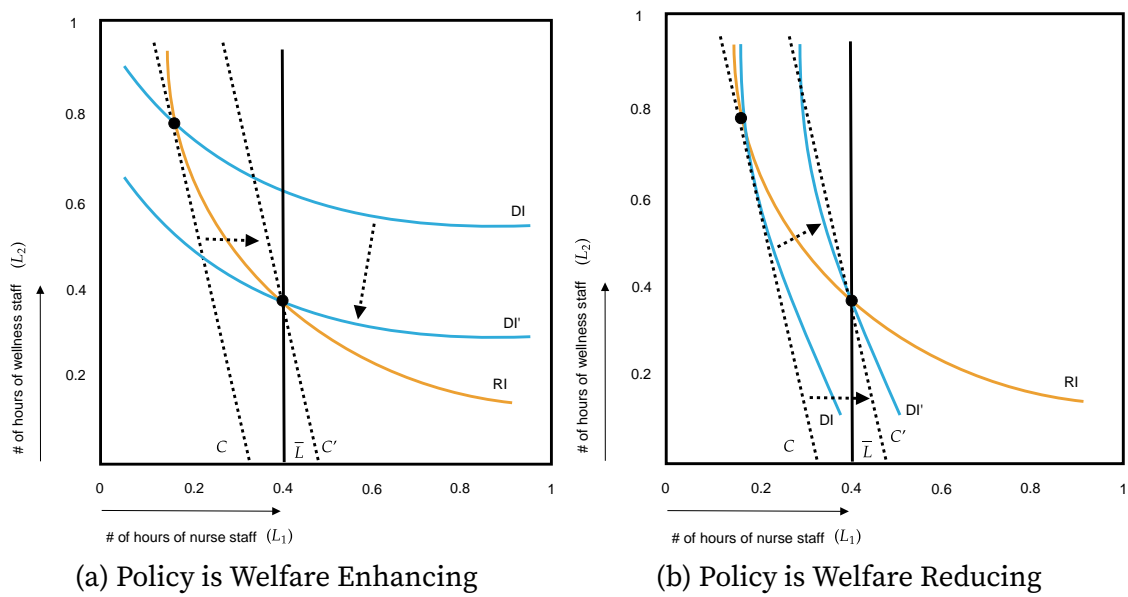 1
0.8
0.6
0.4
0.2
# of hours of wellness staff (L₂)
DI
DI'
RI
C
L̅
C′
0 0.2 0.4 0.6 0.8 1
# of hours of nurse staff (L₁)
(a) Policy is Welfare Enhancing
1
0.8
0.6
0.4
0.2
# of hours of wellness staff (L₂)
RI
DI
DI'
C
L̅
C′
0 0.2 0.4 0.6 0.8 1
# of hours of nurse staff (L₁)
(b) Policy is Welfare Reducing